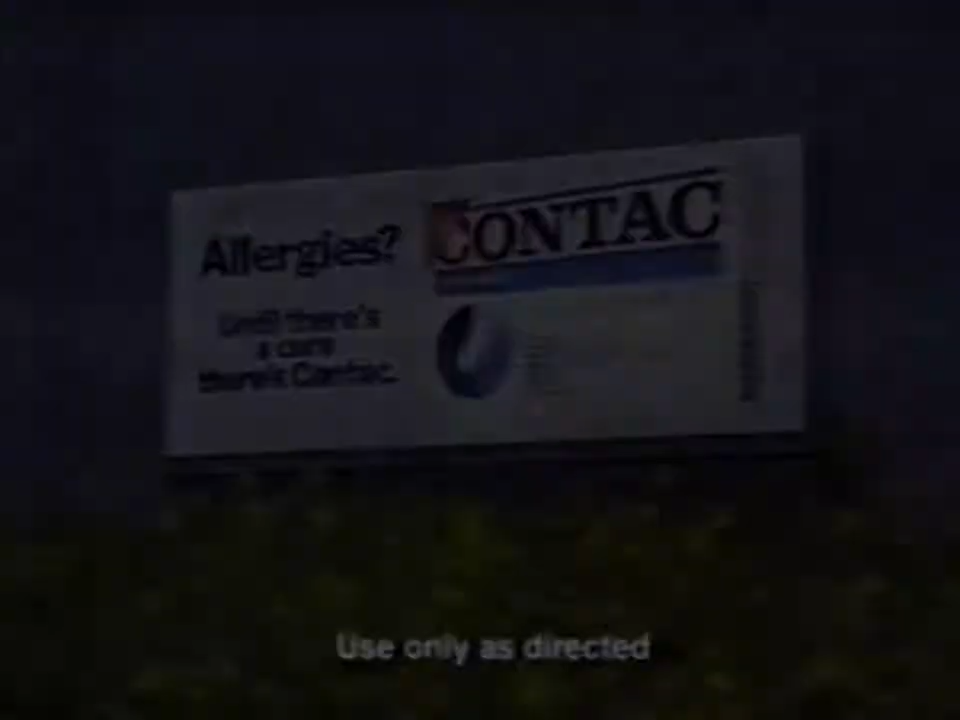 Allergies?
Until there's
a cure
there's Contac.
CONTAC
Use only as directed